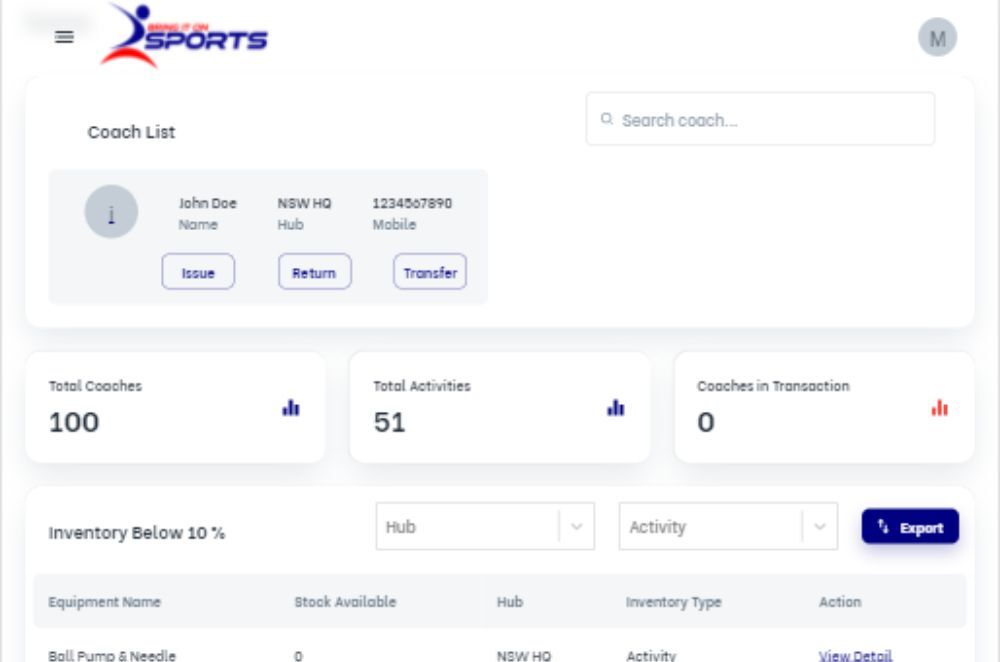 BRING IT ON
SPORTS
M
Coach List
Search coach...
j
John Doe NSW HQ 1234567890
Name Hub Mobile
Issue Return Transfer
Total Coaches
100
Total Activities
51
Coaches in Transaction
0
Inventory Below 10 %
Hub
Activity
Export
Equipment Name Stock Available Hub Inventory Type Action
Ball Pump & Needle 0 NSW HQ Activity View Detail